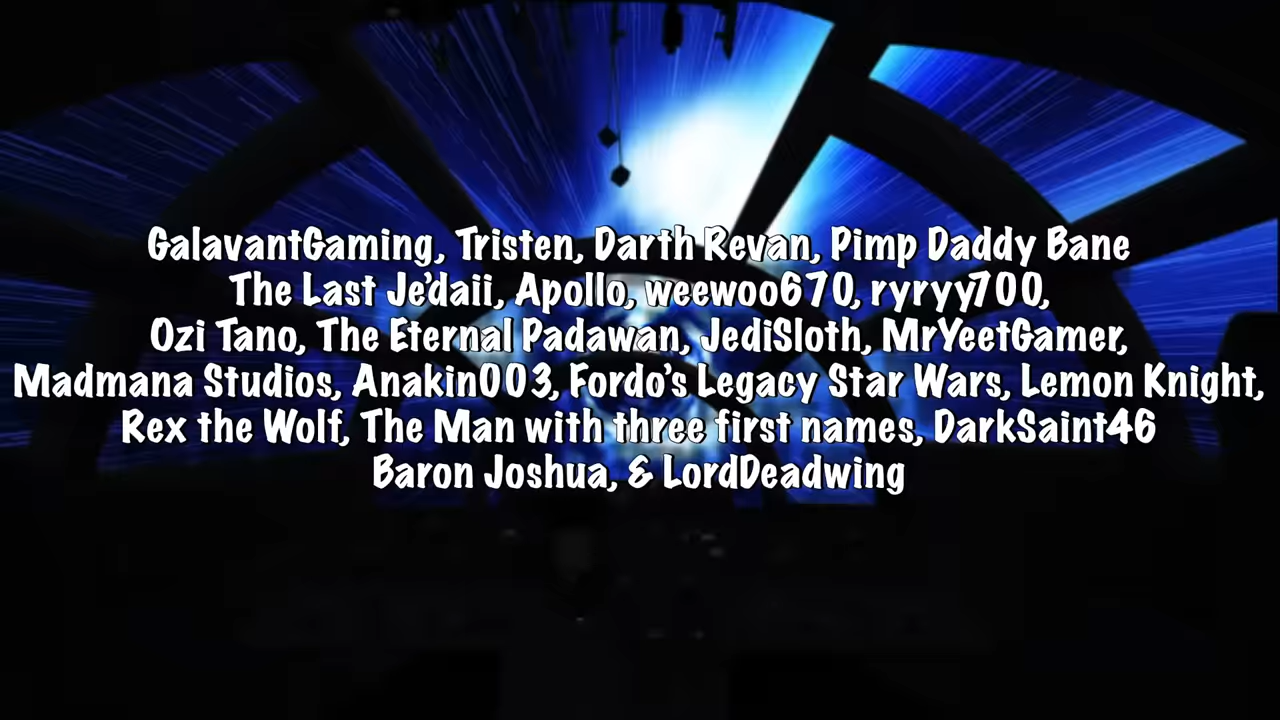 GalavantGaming, Tristen, Darth Revan, Pimp Daddy Bane
The Last Je'daii, Apollo, weewoo670, ryryy700,
Ozi Tano, The Eternal Padawan, JediSloth, MrYeetGamer,
Madmana Studios, Anakin003, Fordo's Legacy Star Wars, Lemon Knight,
Rex the Wolf, The Man with three first names, DarkSaint46
Baron Joshua, & LordDeadwing